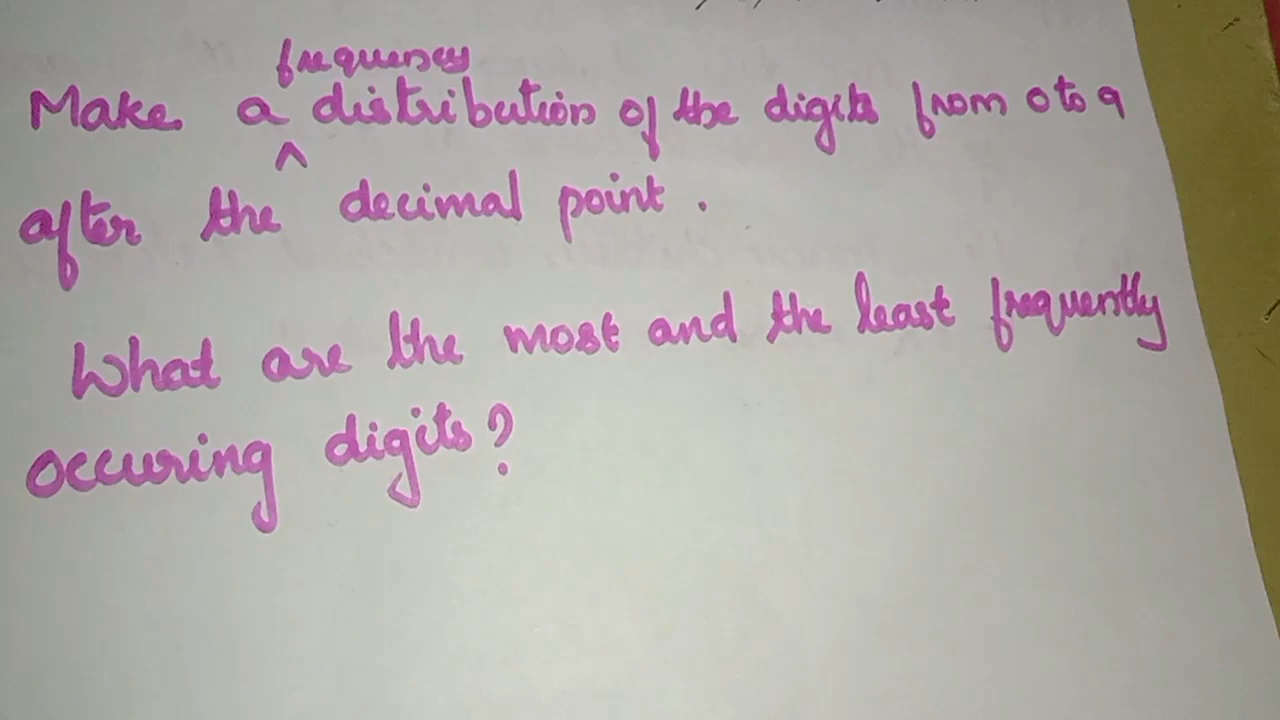 frequency
Make a ^ distribution of the digits from 0 to 9
after the decimal point.
What are the most and the least frequently
occuring digits?